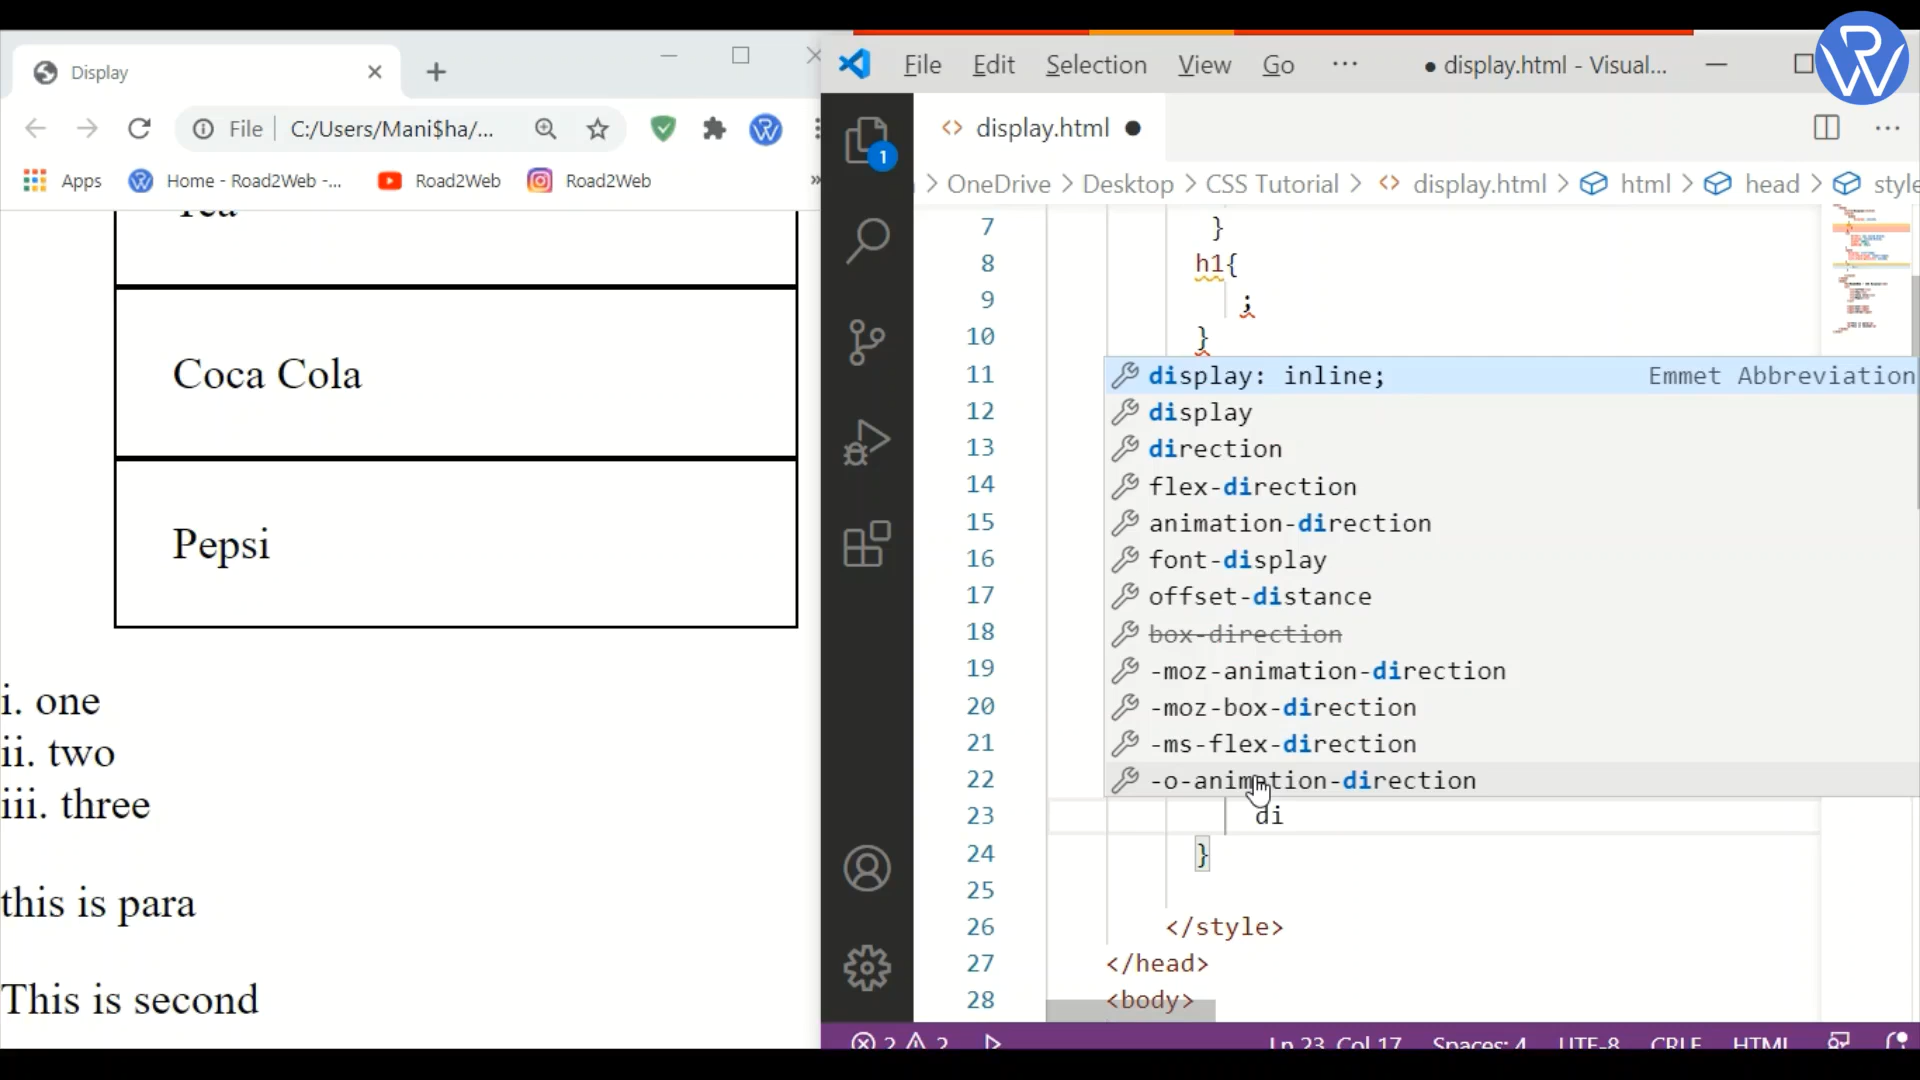 Display
File
C:/Users/Mani$ha/...
Apps
Home - Road2Web -...
Road2Web
Road2Web
»
Coca Cola
Pepsi
i. one
ii. two
iii. three
this is para
This is second
File Edit Selection View Go ...
● display.html - Visual...
<> display.html ●
1
> OneDrive > Desktop > CSS Tutorial > <> display.html > html > head > style
7 }
8 h1{
9 ;
10 }
11 display: inline; Emmet Abbreviation
12 display
13 direction
14 flex-direction
15 animation-direction
16 font-display
17 offset-distance
18 box-direction
19 -moz-animation-direction
20 -moz-box-direction
21 -ms-flex-direction
22 -o-animation-direction
23 di
24 }
25
26 </style>
27 </head>
28 <body>
2 2 Ln 23, Col 17 Spaces: 4 UTF-8 CRLF HTML